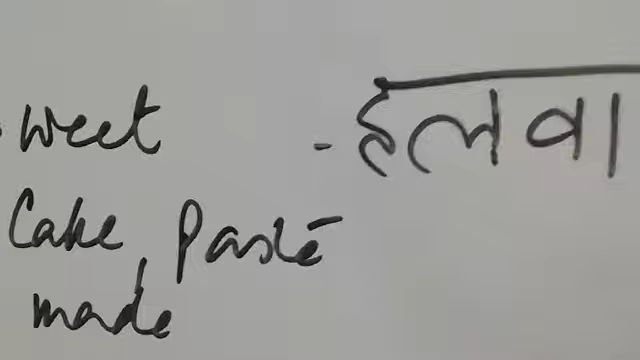 weet - हलवा
Cake, Paste
made